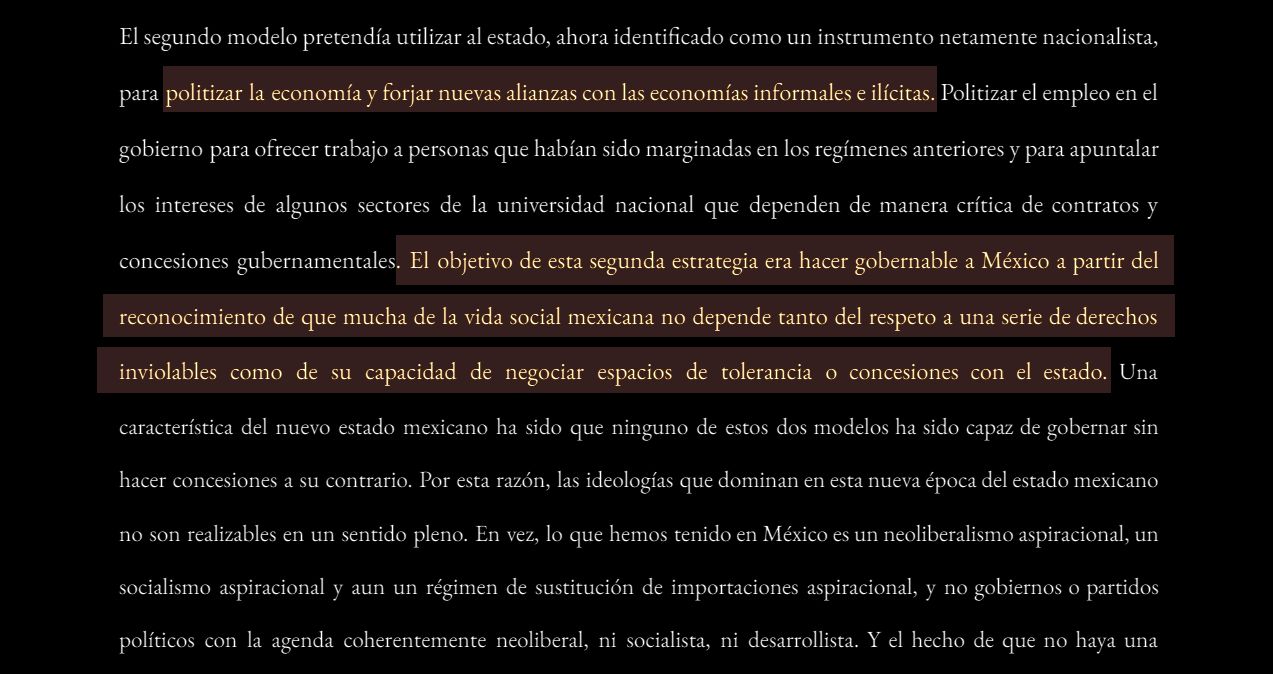 El segundo modelo pretendía utilizar al estado, ahora identificado como un instrumento netamente nacionalista,
para politizar la economía y forjar nuevas alianzas con las economías informales e ilícitas. Politizar el empleo en el
gobierno para ofrecer trabajo a personas que habían sido marginadas en los regímenes anteriores y para apuntalar
los intereses de algunos sectores de la universidad nacional que dependen de manera crítica de contratos y
concesiones gubernamentales. El objetivo de esta segunda estrategia era hacer gobernable a México a partir del
reconocimiento de que mucha de la vida social mexicana no depende tanto del respeto a una serie de derechos
inviolables como de su capacidad de negociar espacios de tolerancia o concesiones con el estado. Una
característica del nuevo estado mexicano ha sido que ninguno de estos dos modelos ha sido capaz de gobernar sin
hacer concesiones a su contrario. Por esta razón, las ideologías que dominan en esta nueva época del estado mexicano
no son realizables en un sentido pleno. En vez, lo que hemos tenido en México es un neoliberalismo aspiracional, un
socialismo aspiracional y aun un régimen de sustitución de importaciones aspiracional, y no gobiernos o partidos
políticos con la agenda coherentemente neoliberal, ni socialista, ni desarrollista. Y el hecho de que no haya una